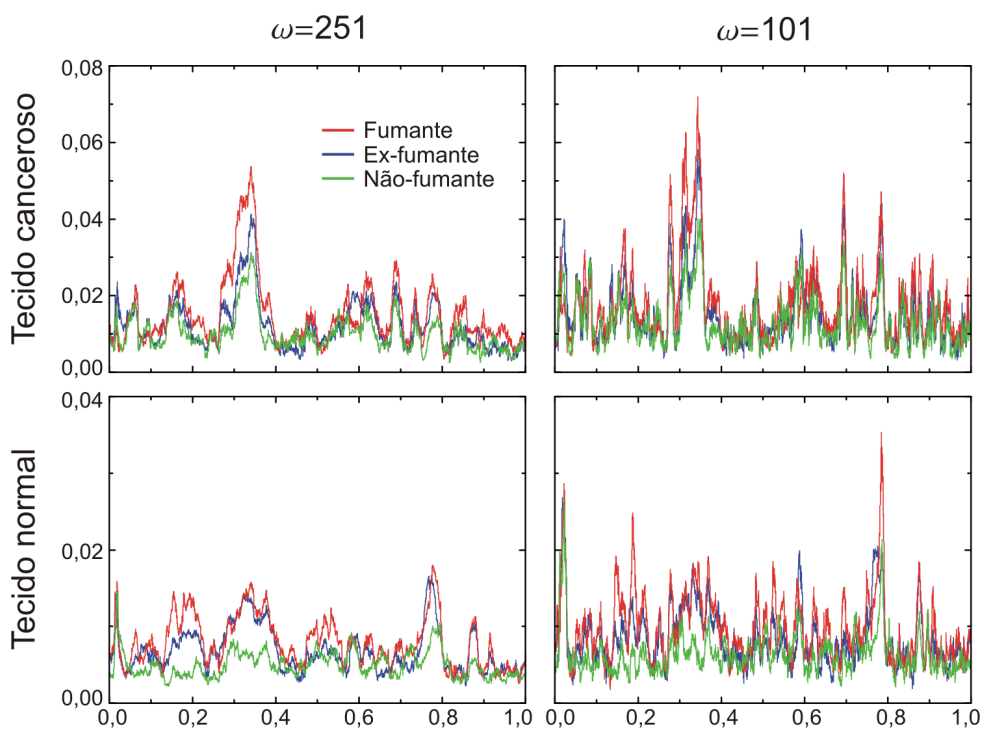 ω=251
ω=101
Tecido canceroso
0,08
0,06
0,04
0,02
0,00
Fumante
Ex-fumante
Não-fumante
Tecido normal
0,04
0,02
0,00
0,0 0,2 0,4 0,6 0,8 1,0
0,0 0,2 0,4 0,6 0,8 1,0